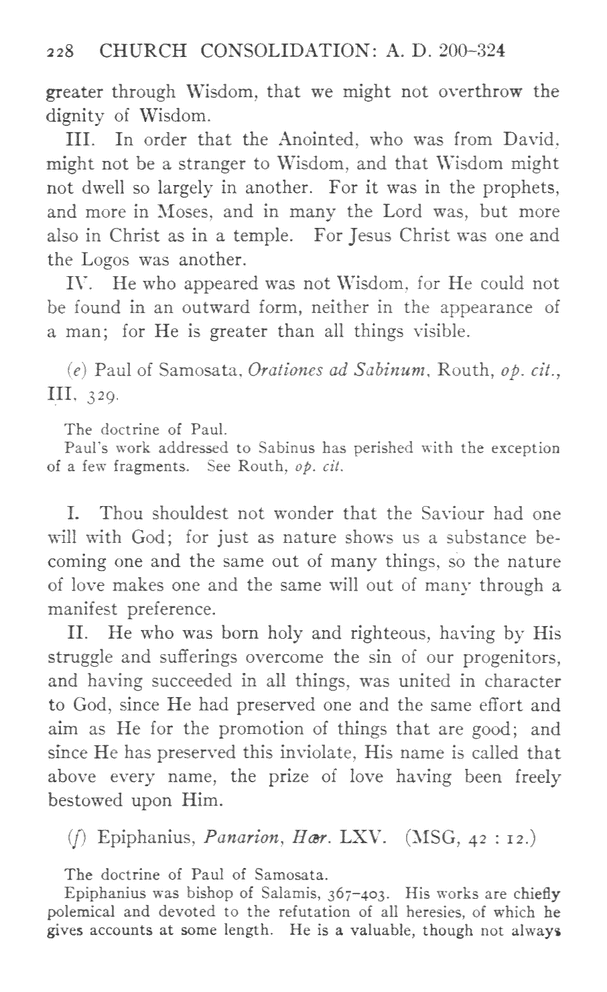 228 CHURCH CONSOLIDATION: A. D. 200–324
greater through Wisdom, that we might not overthrow the
dignity of Wisdom.
III. In order that the Anointed, who was from David,
might not be a stranger to Wisdom, and that Wisdom might
not dwell so largely in another. For it was in the prophets,
and more in Moses, and in many the Lord was, but more
also in Christ as in a temple. For Jesus Christ was one and
the Logos was another.
IV. He who appeared was not Wisdom, for He could not
be found in an outward form, neither in the appearance of
a man; for He is greater than all things visible.
(e) Paul of Samosata, Orationes ad Sabinum, Routh, op. cit.,
III, 329.
The doctrine of Paul.
Paul's work addressed to Sabinus has perished with the exception
of a few fragments. See Routh, op. cit.
I. Thou shouldest not wonder that the Saviour had one
will with God; for just as nature shows us a substance be-
coming one and the same out of many things, so the nature
of love makes one and the same will out of many through a
manifest preference.
II. He who was born holy and righteous, having by His
struggle and sufferings overcome the sin of our progenitors,
and having succeeded in all things, was united in character
to God, since He had preserved one and the same effort and
aim as He for the promotion of things that are good; and
since He has preserved this inviolate, His name is called that
above every name, the prize of love having been freely
bestowed upon Him.
(f) Epiphanius, Panarion, Hær. LXV. (MSG, 42 : 12.)
The doctrine of Paul of Samosata.
Epiphanius was bishop of Salamis, 367–403. His works are chiefly
polemical and devoted to the refutation of all heresies, of which he
gives accounts at some length. He is a valuable, though not always